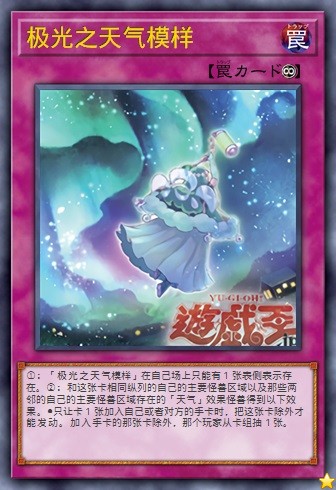 极光之天气模样
トラップ
罠
【罠カード】
YU-GI-OH!
遊戯王
①:「极光之天气模样」在自己场上只能有1张表侧表示存
在。②:和这张卡相同纵列的自己的主要怪兽区域以及那两
邻的自己的主要怪兽区域存在的「天气」效果怪兽得到以下效
果。●只让卡1张加入自己或者对方的手卡时,把这张卡除外才
能发动。加入手卡的那张卡除外,那个玩家从卡组抽1张。